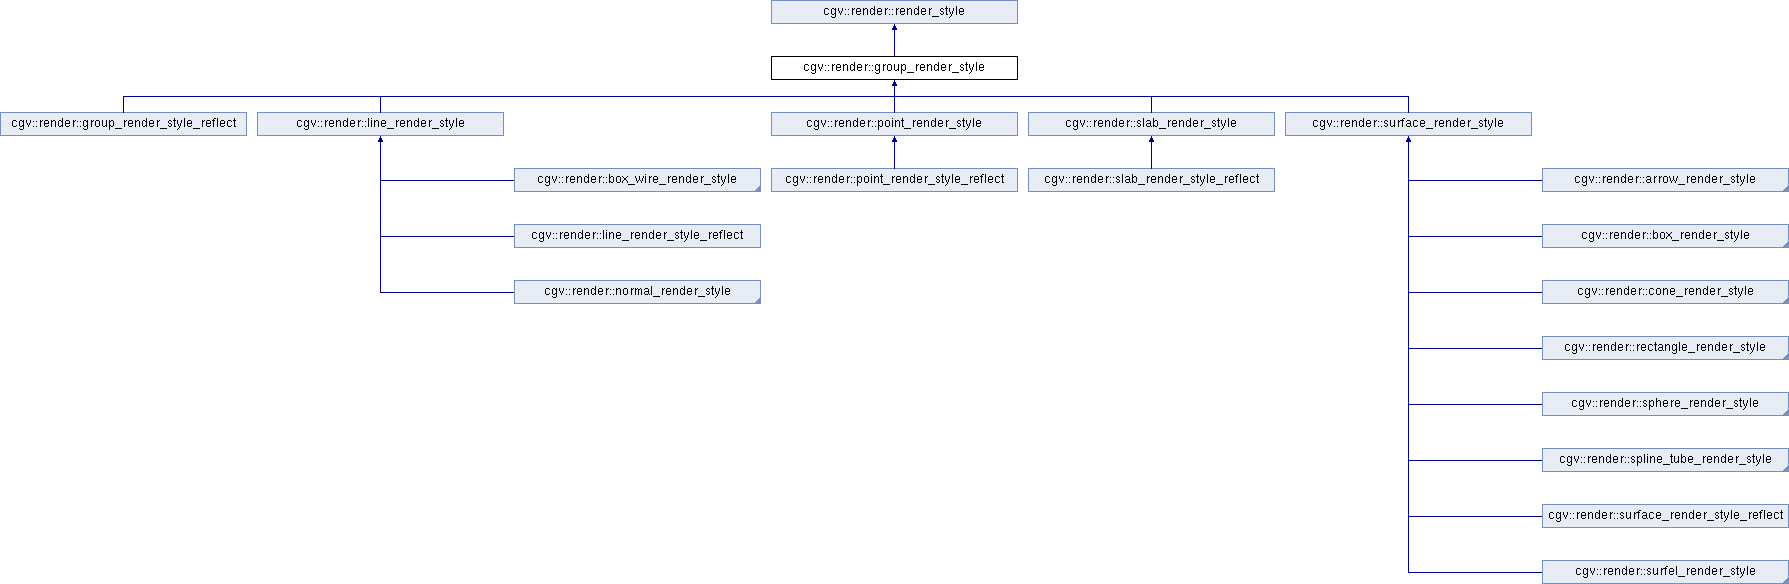 cgv::render::render_style
cgv::render::group_render_style
cgv::render::group_render_style_reflect
cgv::render::line_render_style
cgv::render::point_render_style
cgv::render::slab_render_style
cgv::render::surface_render_style
cgv::render::box_wire_render_style
cgv::render::point_render_style_reflect
cgv::render::slab_render_style_reflect
cgv::render::arrow_render_style
cgv::render::line_render_style_reflect
cgv::render::box_render_style
cgv::render::normal_render_style
cgv::render::cone_render_style
cgv::render::rectangle_render_style
cgv::render::sphere_render_style
cgv::render::spline_tube_render_style
cgv::render::surface_render_style_reflect
cgv::render::surfel_render_style